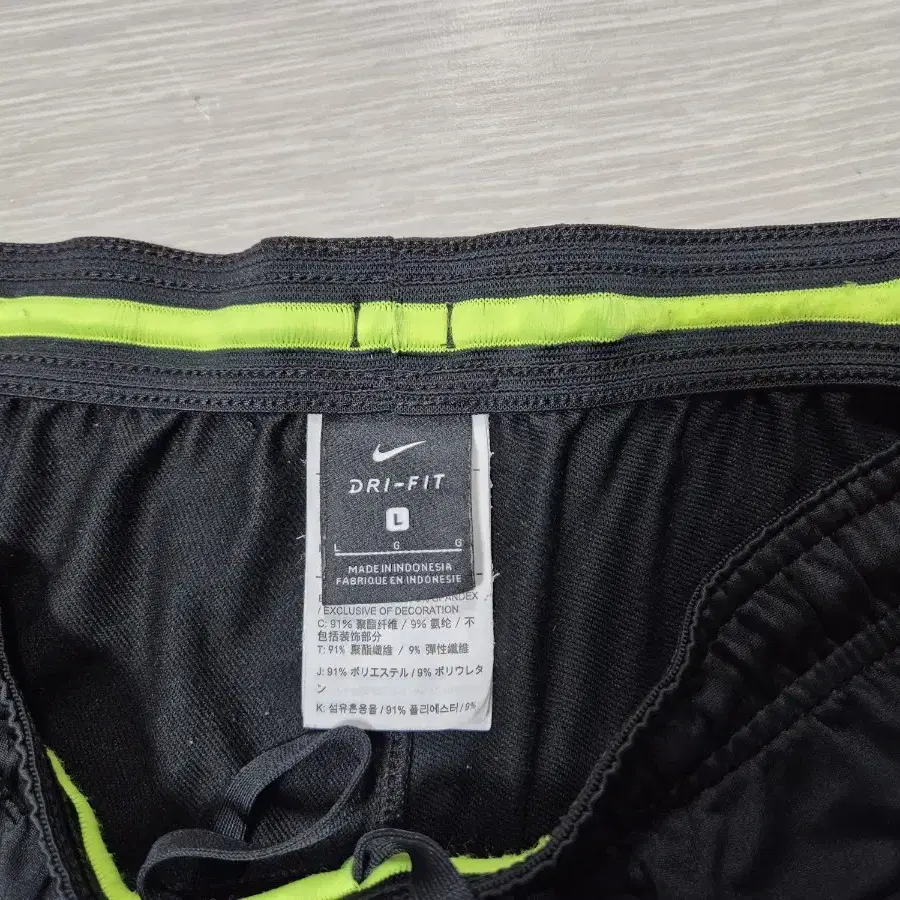 DRI-FIT
L
L G G
MADE IN INDONESIA
FABRIQUE EN INDONÉSIE
/ EXCLUSIVE OF DECORATION
C: 91% 聚酯纤维 / 9% 氨纶 / 不
包括装饰部分
T: 91% 聚酯纖維 / 9% 彈性纖維
J: 91% ポリエステル / 9% ポリウレタ
ン
K: 섬유혼용율 / 91% 폴리에스터 / 9%